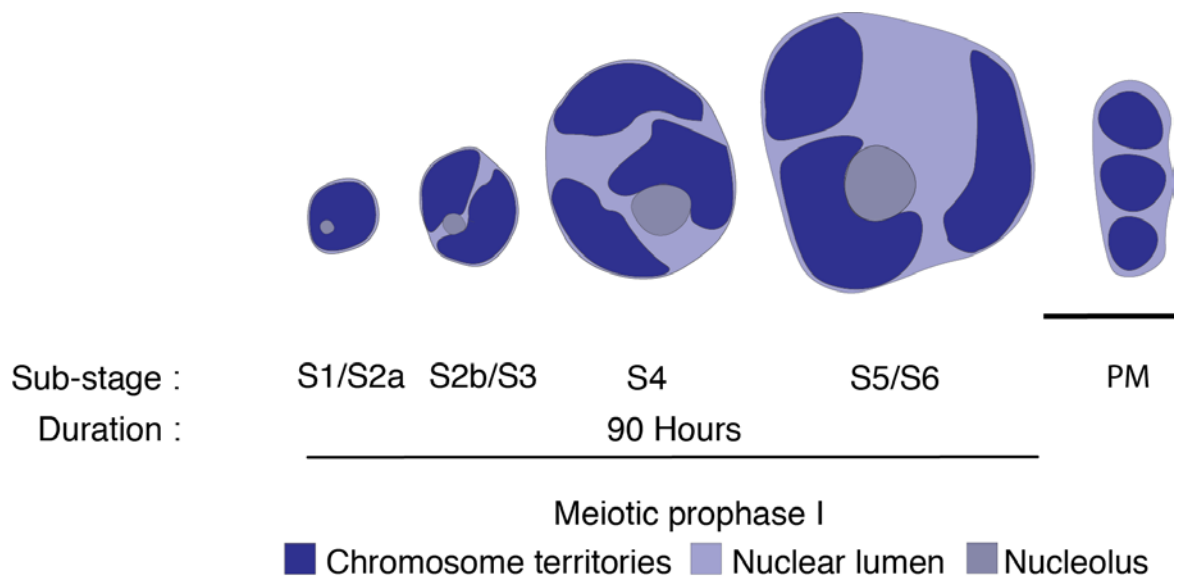 Sub-stage : S1/S2a S2b/S3 S4 S5/S6 PM
Duration : 90 Hours
Meiotic prophase I
Chromosome territories Nuclear lumen Nucleolus